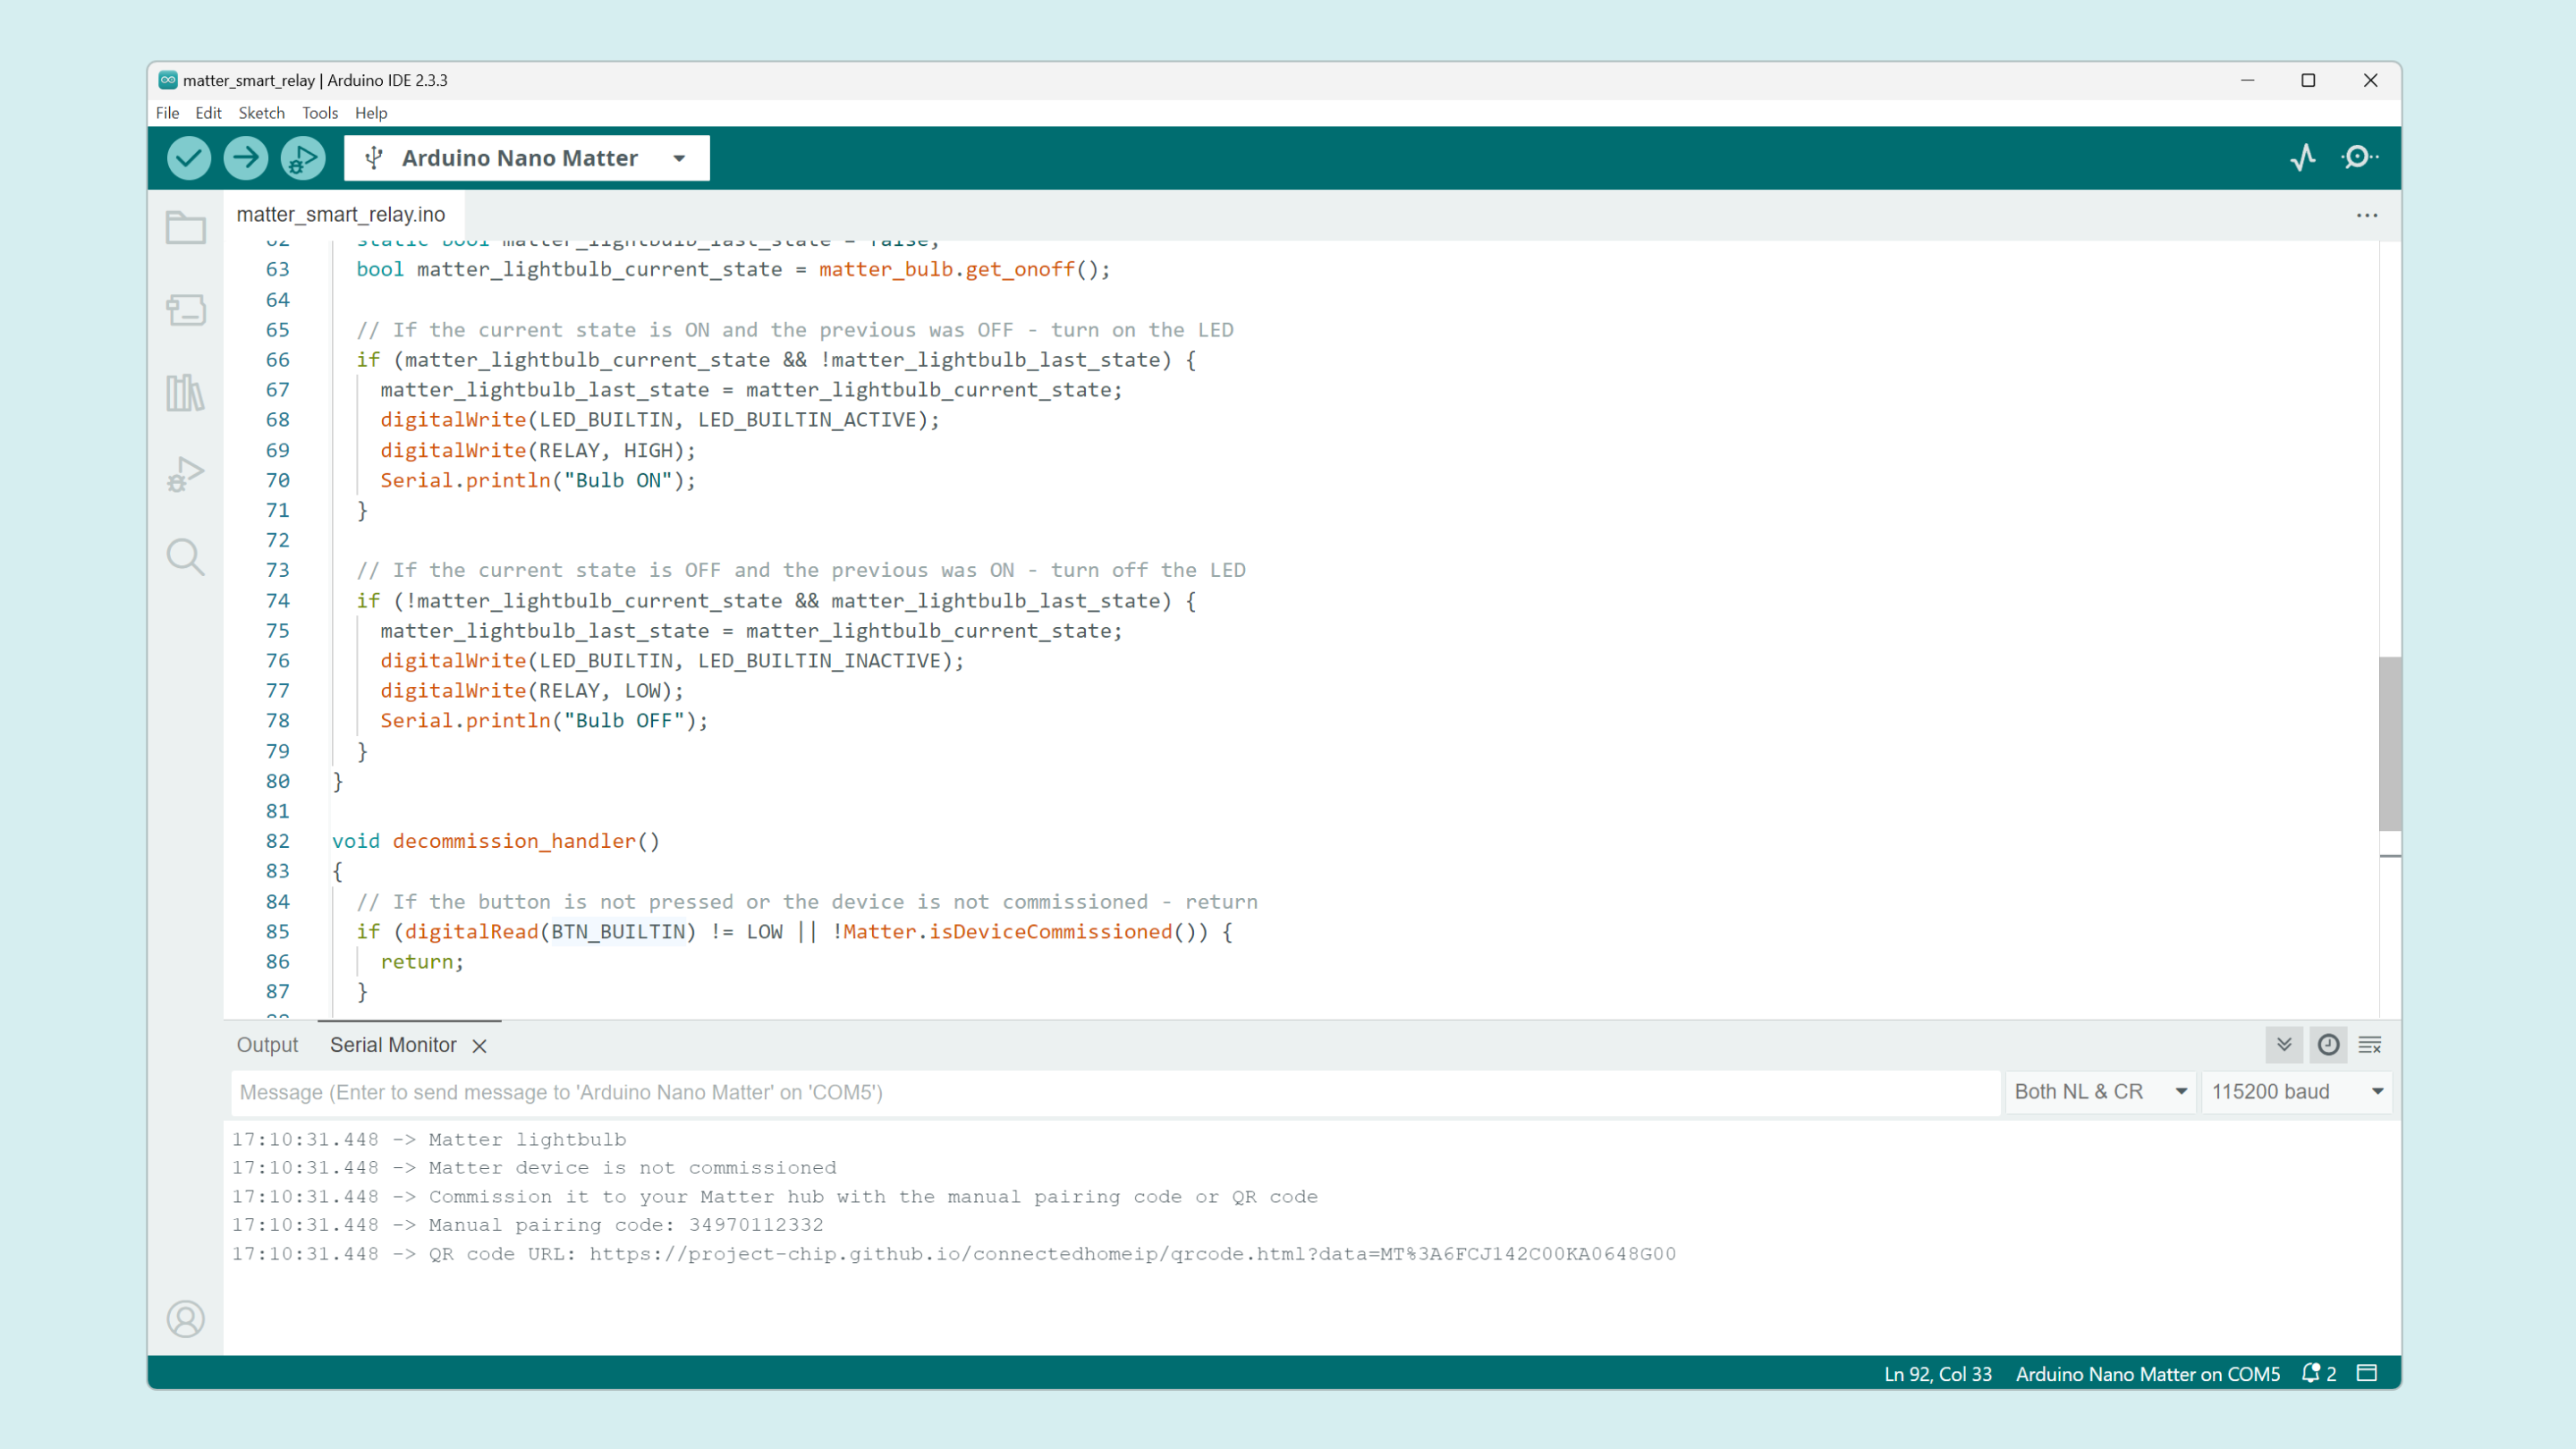 matter_smart_relay | Arduino IDE 2.3.3
File Edit Sketch Tools Help
Arduino Nano Matter
matter_smart_relay.ino
62 static bool matter_lightbulb_last_state = false;
63 bool matter_lightbulb_current_state = matter_bulb.get_onoff();
64
65 // If the current state is ON and the previous was OFF - turn on the LED
66 if (matter_lightbulb_current_state && !matter_lightbulb_last_state) {
67 matter_lightbulb_last_state = matter_lightbulb_current_state;
68 digitalWrite(LED_BUILTIN, LED_BUILTIN_ACTIVE);
69 digitalWrite(RELAY, HIGH);
70 Serial.println("Bulb ON");
71 }
72
73 // If the current state is OFF and the previous was ON - turn off the LED
74 if (!matter_lightbulb_current_state && matter_lightbulb_last_state) {
75 matter_lightbulb_last_state = matter_lightbulb_current_state;
76 digitalWrite(LED_BUILTIN, LED_BUILTIN_INACTIVE);
77 digitalWrite(RELAY, LOW);
78 Serial.println("Bulb OFF");
79 }
80 }
81
82 void decommission_handler()
83 {
84 // If the button is not pressed or the device is not commissioned - return
85 if (digitalRead(BTN_BUILTIN) != LOW || !Matter.isDeviceCommissioned()) {
86 return;
87 }
Output Serial Monitor
Message (Enter to send message to 'Arduino Nano Matter' on 'COM5') Both NL & CR 115200 baud
17:10:31.448 -> Matter lightbulb
17:10:31.448 -> Matter device is not commissioned
17:10:31.448 -> Commission it to your Matter hub with the manual pairing code or QR code
17:10:31.448 -> Manual pairing code: 34970112332
17:10:31.448 -> QR code URL: https://project-chip.github.io/connectedhomeip/qrcode.html?data=MT%3A6FCJ142C00KA0648G00
Ln 92, Col 33 Arduino Nano Matter on COM5 2